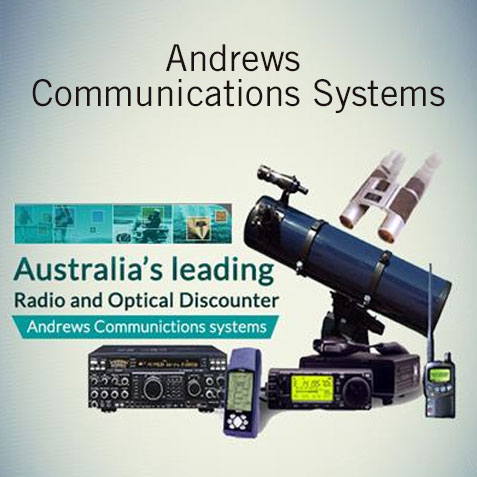 Andrews
Communications Systems
Australia's leading
Radio and Optical Discounter
Andrews Communictions systems